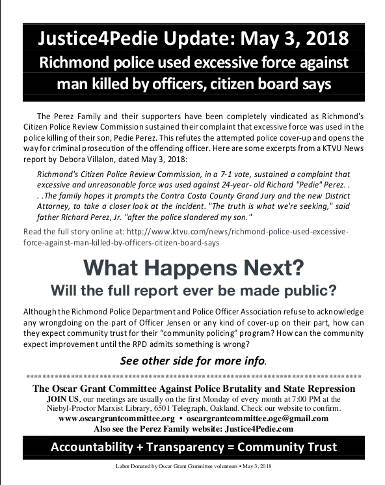 Justice4Pedie Update: May 3, 2018
Richmond police used excessive force against
man killed by officers, citizen board says
The Perez Family and their supporters have been completely vindicated as Richmond's
Citizen Police Review Commission sustained their complaint that excessive force was used in the
police killing of their son, Pedie Perez. This refutes the attempted police cover-up and opens the
way for criminal prosecution of the offending officer. Here are some excerpts from a KTVU News
report by Debora Villalon, dated May 3, 2018:
Richmond's Citizen Police Review Commission, in a 7-1 vote, sustained a complaint that
excessive and unreasonable force was used against 24-year- old Richard "Pedie" Perez. .
. .The family hopes it prompts the Contra Costa County Grand Jury and the new District
Attorney, to take a closer look at the incident. "The truth is what we're seeking," said
father Richard Perez, Jr. "after the police slandered my son."
Read the full story online at: http://www.ktvu.com/news/richmond-police-used-excessive-
force-against-man-killed-by-officers-citizen-board-says
What Happens Next?
Will the full report ever be made public?
Although the Richmond Police Department and Police Officer Association refuse to acknowledge
any wrongdoing on the part of Officer Jensen or any kind of cover-up on their part, how can
they expect community trust for their "community policing" program? How can the community
expect improvement until the RPD admits something is wrong?
See other side for more info.
The Oscar Grant Committee Against Police Brutality and State Repression
JOIN US, our meetings are usually on the first Monday of every month at 7:00 PM at the
Niebyl-Proctor Marxist Library, 6501 Telegraph, Oakland. Check our website to confirm.
www.oscargrantcommittee.org • oscargrantcommittee.ogc@gmail.com
Also see the Perez Family website: Justice4Pedie.com
Accountability + Transparency = Community Trust
Labor Donated by Oscar Grant Committee volunteers • May 3, 2018